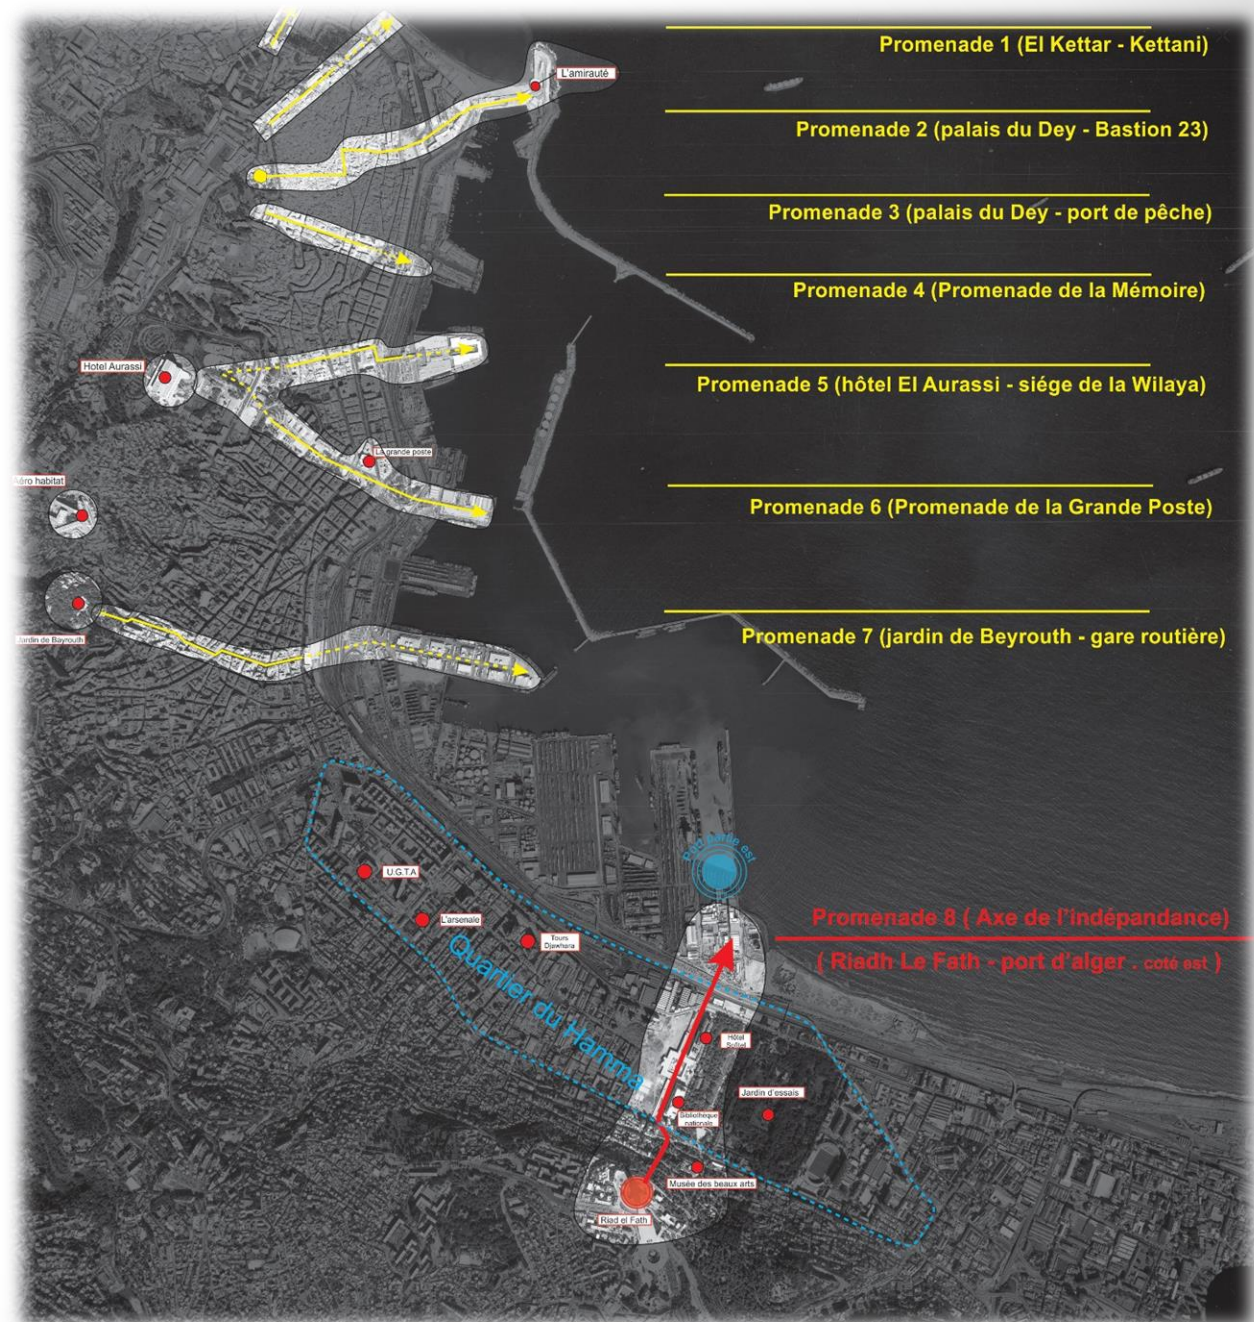 Promenade 1 (El Kettar - Kettani)
L'amirauté
Promenade 2 (palais du Dey - Bastion 23)
Promenade 3 (palais du Dey - port de pêche)
Promenade 4 (Promenade de la Mémoire)
Hotel Aurassi
Promenade 5 (hôtel El Aurassi - siége de la Wilaya)
La grande poste
Aéro habitat
Promenade 6 (Promenade de la Grande Poste)
Jardin de Bayrouth
Promenade 7 (jardin de Beyrouth - gare routière)
Port partie est
U.G.T.A
L'arsenale
Tours
Djawhara
Quartier du Hamma
Promenade 8 ( Axe de l'indépandance)
( Riadh Le Fath - port d'alger . coté est )
Hôtel
Sofitel
Jardin d'essais
Bibliothèque
nationale
Musée des beaux arts
Riad el Fath